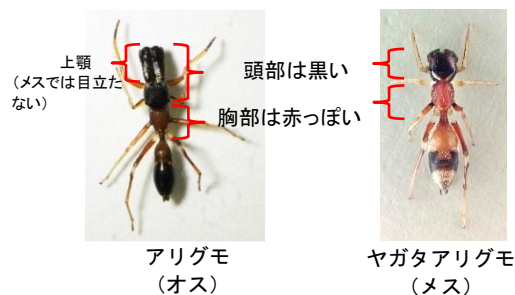 上顎
（メスでは目立た
ない）
頭部は黒い
胸部は赤っぽい
アリグモ
（オス）
ヤガタアリグモ
（メス）